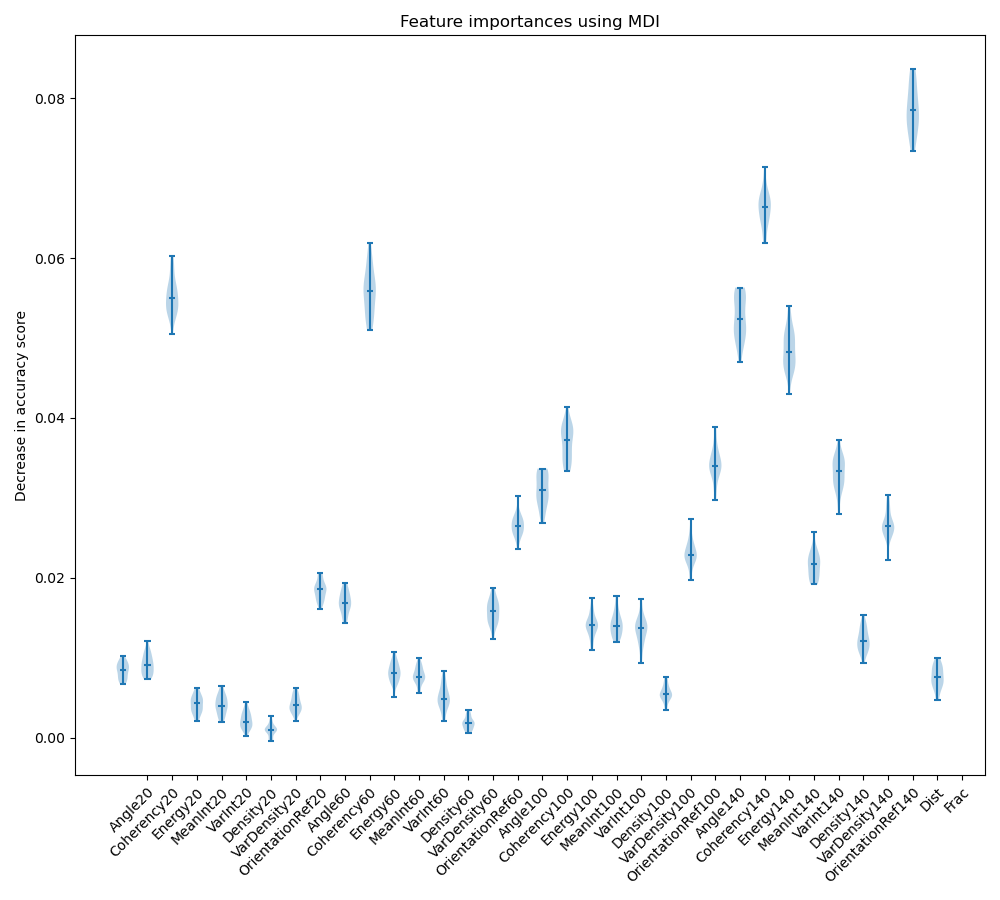 Feature importances using MDI
Decrease in accuracy score
0.08
0.06
0.04
0.02
0.00
Angle20
Coherency20
Energy20
MeanInt20
VarInt20
Density20
VarDensity20
OrientationRef20
Angle60
Coherency60
Energy60
MeanInt60
VarInt60
Density60
VarDensity60
OrientationRef60
Angle100
Coherency100
Energy100
MeanInt100
VarInt100
Density100
VarDensity100
OrientationRef100
Angle140
Coherency140
Energy140
MeanInt140
VarInt140
Density140
VarDensity140
OrientationRef140
Dist
Frac